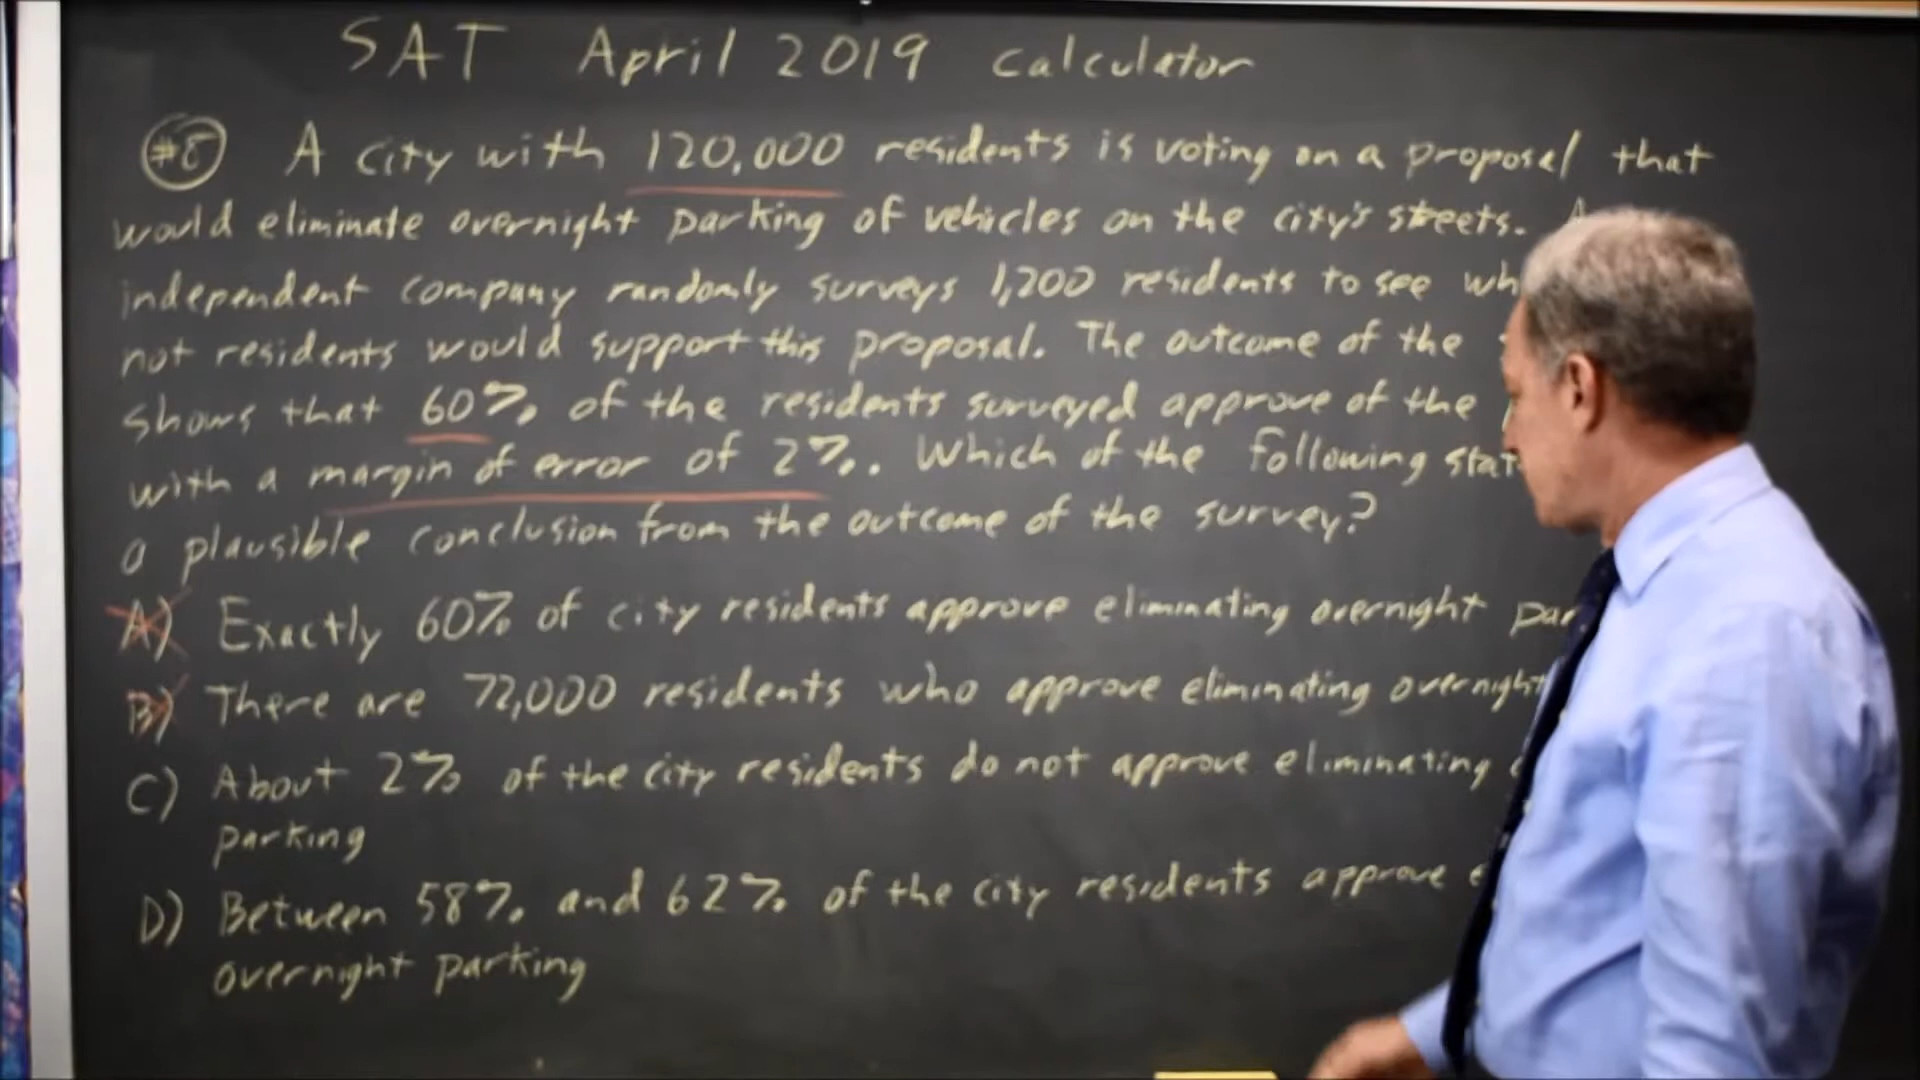 SAT April 2019 calculator
#8 A city with 120,000 residents is voting on a proposal that
would eliminate overnight parking of vehicles on the city's streets.
independent company randomly surveys 1,200 residents to see wh
not residents would support this proposal. The outcome of the
shows that 60% of the residents surveyed approve of the
with a margin of error of 2%. Which of the following stat
a plausible conclusion from the outcome of the survey?
A) Exactly 60% of city residents approve eliminating overnight par
B) There are 72,000 residents who approve eliminating overnight
C) About 2% of the city residents do not approve eliminating
parking
D) Between 58% and 62% of the city residents approve
overnight parking